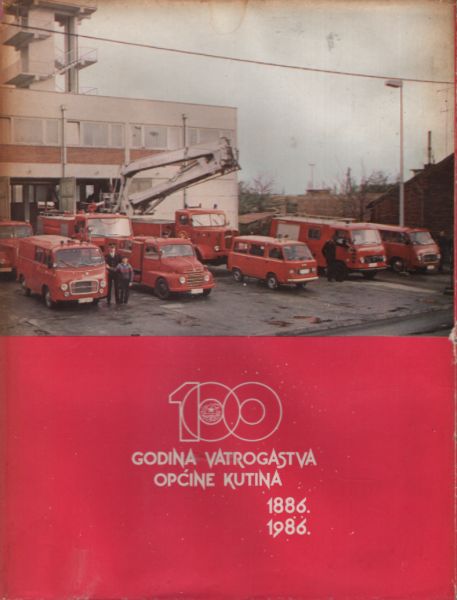 100
GODINA VATROGASTVA
OPĆINE KUTINA
1886.
1986.